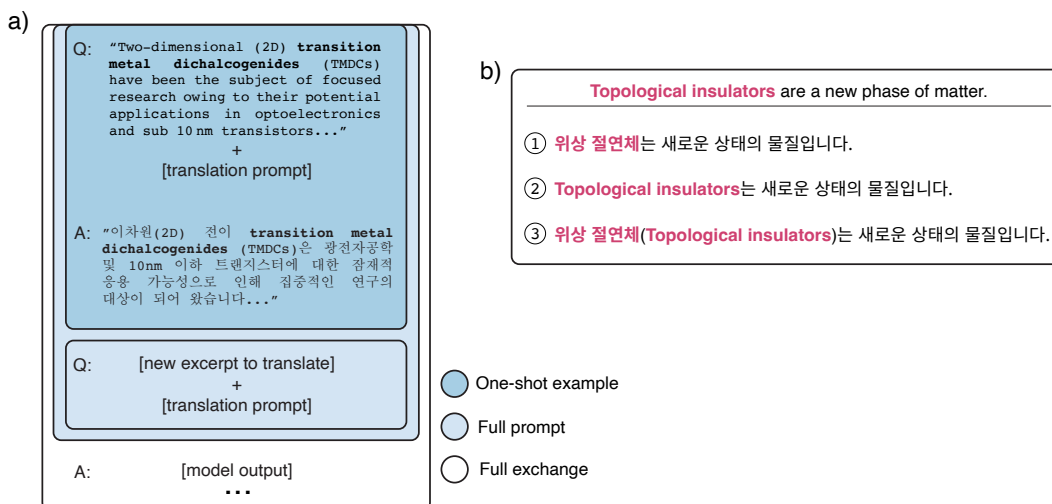 a)
Q: "Two-dimensional (2D) transition
metal dichalcogenides (TMDCs)
have been the subject of focused
research owing to their potential
applications in optoelectronics
and sub 10 nm transistors..."
+
[translation prompt]
A: "이차원(2D) 전이 transition metal
dichalcogenides (TMDCs)은 광전자공학
및 10nm 이하 트랜지스터에 대한 잠재적
응용 가능성으로 인해 집중적인 연구의
대상이 되어 왔습니다..."
Q: [new excerpt to translate]
+
[translation prompt]
A: [model output]
...
One-shot example
Full prompt
Full exchange
b)
Topological insulators are a new phase of matter.
① 위상 절연체는 새로운 상태의 물질입니다.
② Topological insulators는 새로운 상태의 물질입니다.
③ 위상 절연체(Topological insulators)는 새로운 상태의 물질입니다.